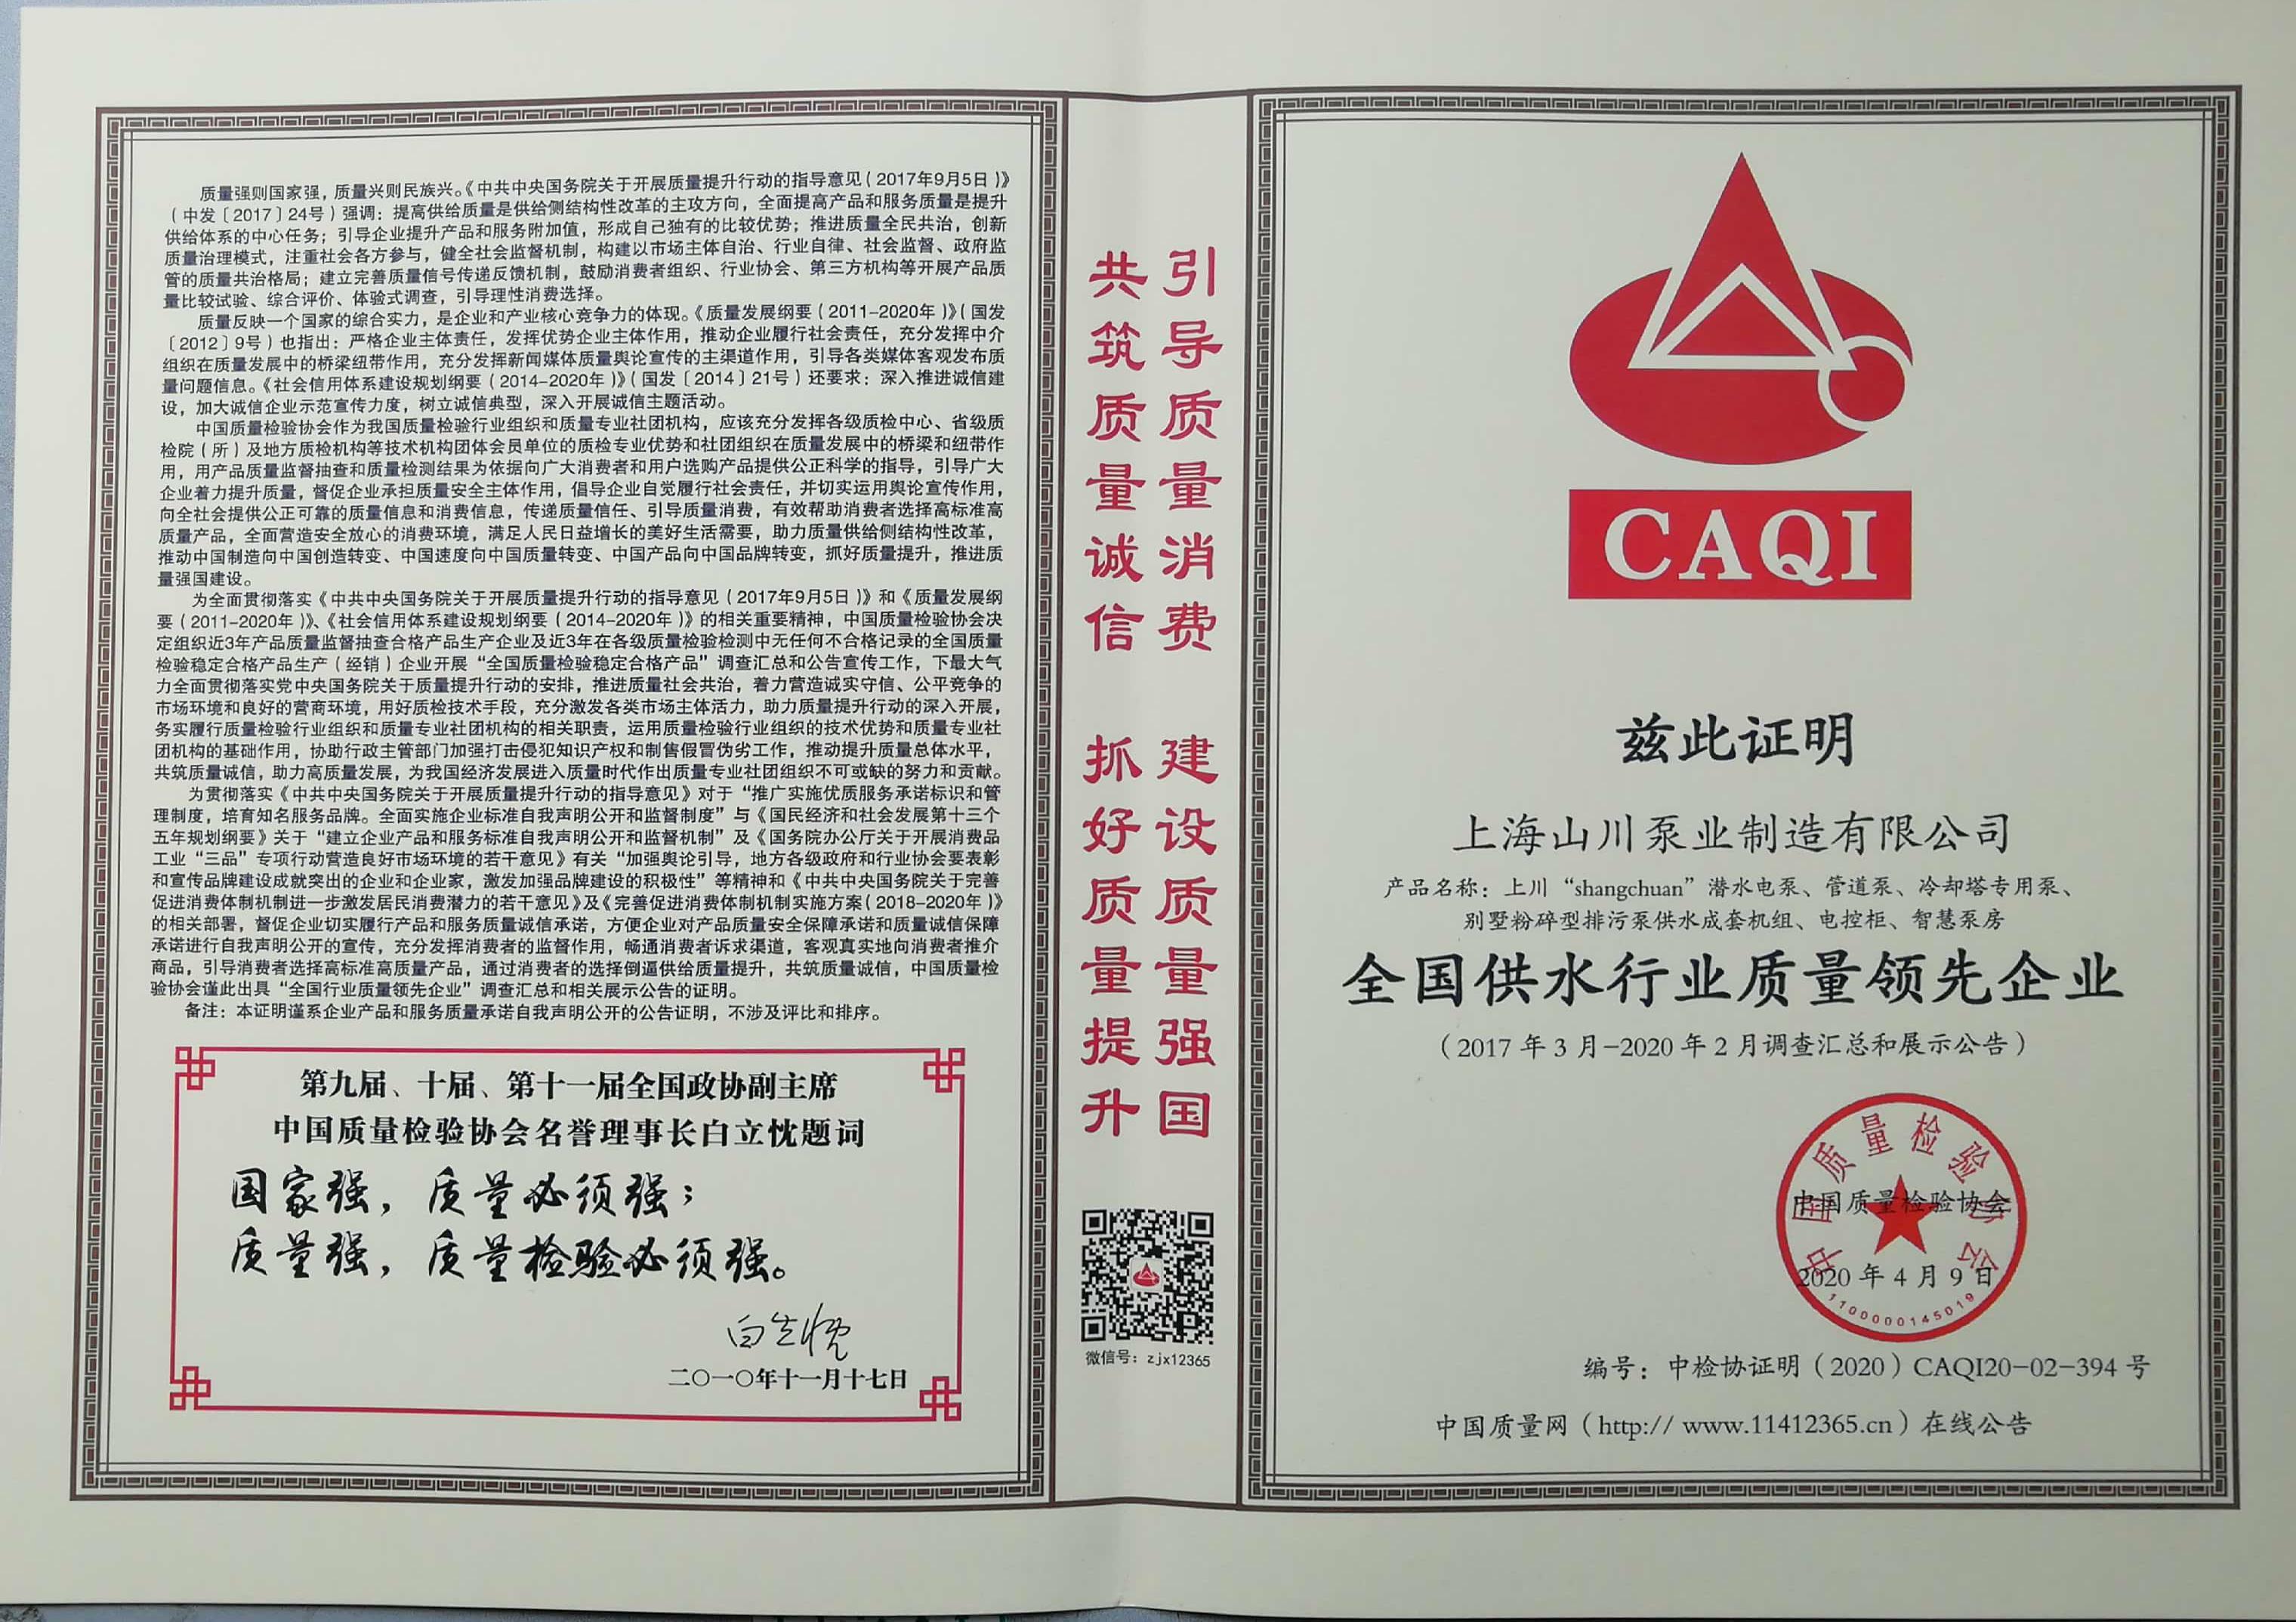 质量强则国家强，质量兴则民族兴。《中共中央国务院关于开展质量提升行动的指导意见（2017年9月5日）》
（中发〔2017〕24号）强调：提高供给质量是供给侧结构性改革的主攻方向，全面提高产品和服务质量是提升
供给体系的中心任务；引导企业提升产品和服务附加值，形成自己独有的比较优势；推进质量全民共治，创新
质量治理模式，注重社会各方参与，健全社会监督机制，构建以市场主体自治、行业自律、社会监督、政府监
管的质量共治格局；建立完善质量信号传递反馈机制，鼓励消费者组织、行业协会、第三方机构等开展产品质
量比较试验、综合评价、体验式调查，引导理性消费选择。
质量反映一个国家的综合实力，是企业和产业核心竞争力的体现。《质量发展纲要（2011-2020年）》（国发
〔2012〕9号）也指出：严格企业主体责任，发挥优势企业主体作用，推动企业履行社会责任，充分发挥中介
组织在质量发展中的桥梁纽带作用，充分发挥新闻媒体质量舆论宣传的主渠道作用，引导各类媒体客观发布质
量问题信息。《社会信用体系建设规划纲要（2014-2020年）》（国发〔2014〕21号）还要求：深入推进诚信建
设，加大诚信企业示范宣传力度，树立诚信典型，深入开展诚信主题活动。
中国质量检验协会作为我国质量检验行业组织和质量专业社团机构，应该充分发挥各级质检中心、省级质
检院（所）及地方质检机构等技术机构团体会员单位的质检专业优势和社团组织在质量发展中的桥梁和纽带作
用，用产品质量监督抽查和质量检测结果为依据向广大消费者和用户选购产品提供公正科学的指导，引导广大
企业着力提升质量，督促企业承担质量安全主体作用，倡导企业自觉履行社会责任，并切实运用舆论宣传作用，
向全社会提供公正可靠的质量信息和消费信息，传递质量信任、引导质量消费，有效帮助消费者选择高标准高
质量产品，全面营造安全放心的消费环境，满足人民日益增长的美好生活需要，助力质量供给侧结构性改革，
推动中国制造向中国创造转变、中国速度向中国质量转变、中国产品向中国品牌转变，抓好质量提升，推进质
量强国建设。
为全面贯彻落实《中共中央国务院关于开展质量提升行动的指导意见（2017年9月5日）》和《质量发展纲
要（2011-2020年）》、《社会信用体系建设规划纲要（2014-2020年）》的相关重要精神，中国质量检验协会决
定组织近3年产品质量监督抽查合格产品生产企业及近3年在各级质量检验检测中无任何不合格记录的全国质量
检验稳定合格产品生产（经销）企业开展“全国质量检验稳定合格产品”调查汇总和公告宣传工作，下最大气
力全面贯彻落实党中央国务院关于质量提升行动的安排，推进质量社会共治，着力营造诚实守信、公平竞争的
市场环境和良好的营商环境，用好质检技术手段，充分激发各类市场主体活力，助力质量提升行动的深入开展，
务实履行质量检验行业组织和质量专业社团机构的相关职责，运用质量检验行业组织的技术优势和质量专业社
团机构的基础作用，协助行政主管部门加强打击侵犯知识产权和制售假冒伪劣工作，推动提升质量总体水平，
共筑质量诚信，助力高质量发展，为我国经济发展进入质量时代作出质量专业社团组织不可或缺的努力和贡献。
为贯彻落实《中共中央国务院关于开展质量提升行动的指导意见》对于“推广实施优质服务承诺标识和管
理制度，培育知名服务品牌。全面实施企业标准自我声明公开和监督制度”与《国民经济和社会发展第十三个
五年规划纲要》关于“建立企业产品和服务标准自我声明公开和监督机制”及《国务院办公厅关于开展消费品
工业“三品”专项行动营造良好市场环境的若干意见》有关“加强舆论引导，地方各级政府和行业协会要表彰
和宣传品牌建设成就突出的企业和企业家，激发加强品牌建设的积极性”等精神和《中共中央国务院关于完善
促进消费体制机制进一步激发居民消费潜力的若干意见》及《完善促进消费体制机制实施方案（2018-2020年）》
的相关部署，督促企业切实履行产品和服务质量诚信承诺，方便企业对产品质量安全保障承诺和质量诚信保障
承诺进行自我声明公开的宣传，充分发挥消费者的监督作用，畅通消费者诉求渠道，客观真实地向消费者推介
商品，引导消费者选择高标准高质量产品，通过消费者的选择倒逼供给质量提升，共筑质量诚信，中国质量检
验协会谨此出具“全国行业质量领先企业”调查汇总和相关展示公告的证明。
备注：本证明谨系企业产品和服务质量承诺自我声明公开的公告证明，不涉及评比和排序。
第九届、十届、第十一届全国政协副主席
中国质量检验协会名誉理事长白立忱题词
国家强，质量必须强；
质量强，质量检验必须强。
白立忱
二〇一〇年十一月十七日
引导质量消费 建设质量强国
共筑质量诚信 抓好质量提升
微信号：zjx12365
CAQI
兹此证明
上海山川泵业制造有限公司
产品名称：上川“shangchuan”潜水电泵、管道泵、冷却塔专用泵、
别墅粉碎型排污泵供水成套机组、电控柜、智慧泵房
全国供水行业质量领先企业
（2017年3月-2020年2月调查汇总和展示公告）
中国质量检验协会
中国质量检验协会
2020年4月9日
1100000145019
编号：中检协证明（2020）CAQI20-02-394号
中国质量网（http:// www.11412365.cn）在线公告